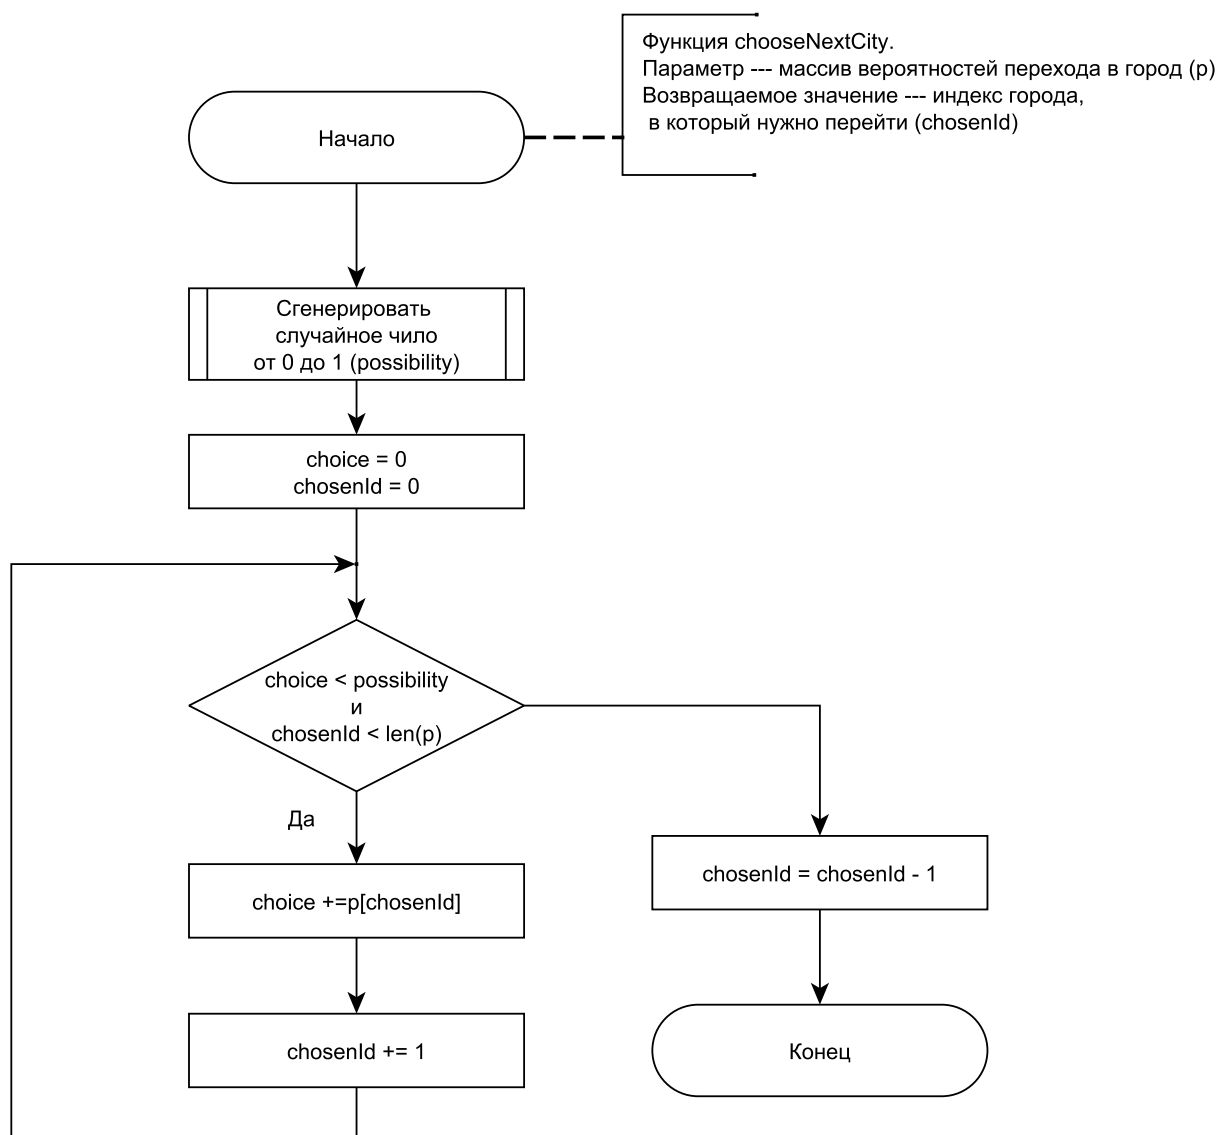 Функция chooseNextCity.
Параметр --- массив вероятностей перехода в город (p)
Возвращаемое значение --- индекс города,
в который нужно перейти (chosenId)
Начало
Сгенерировать
случайное чило
от 0 до 1 (possibility)
choice = 0
chosenId = 0
choice < possibility
и
chosenId < len(p)
Да
choice +=p[chosenId]
chosenId = chosenId - 1
chosenId += 1
Конец